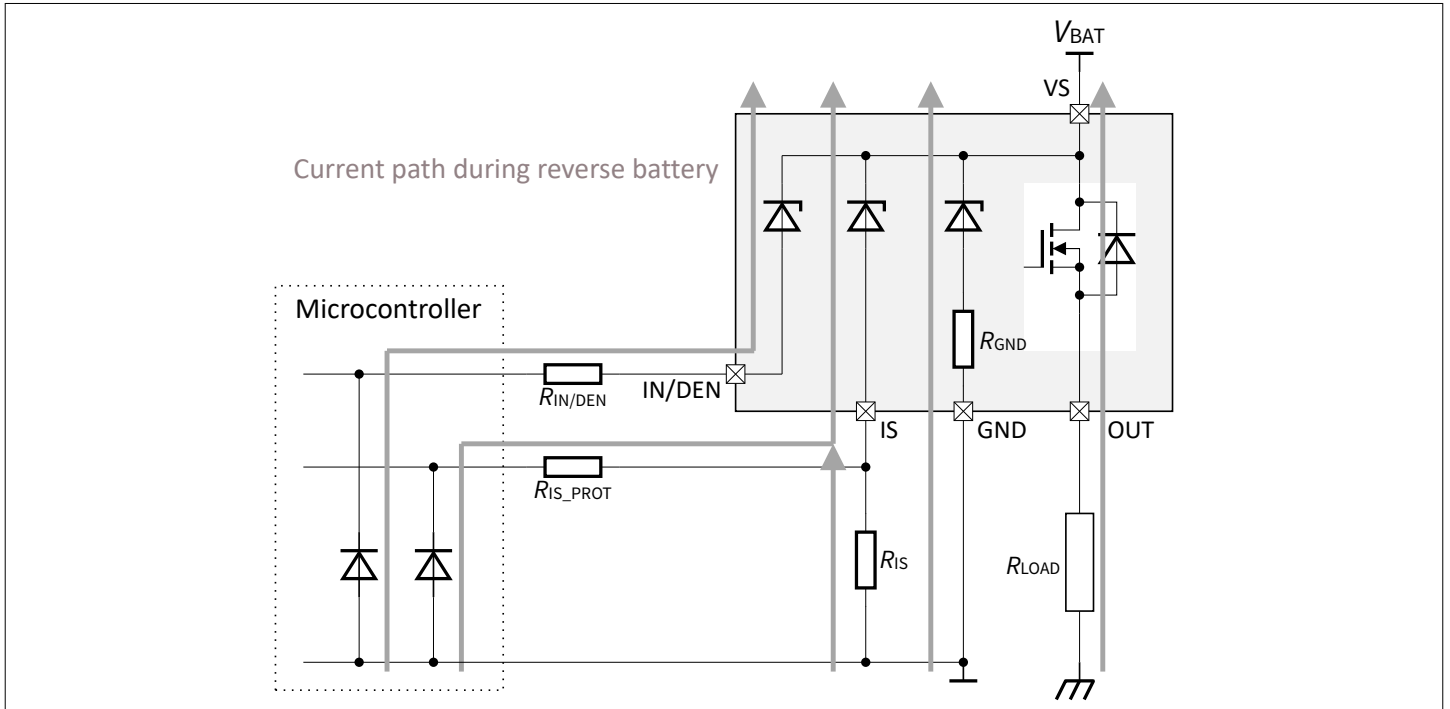 VBAT
VS
Current path during reverse battery
Microcontroller
RGND
RIN/DEN
IN/DEN
IS
GND
OUT
RIS_PROT
RIS
RLOAD